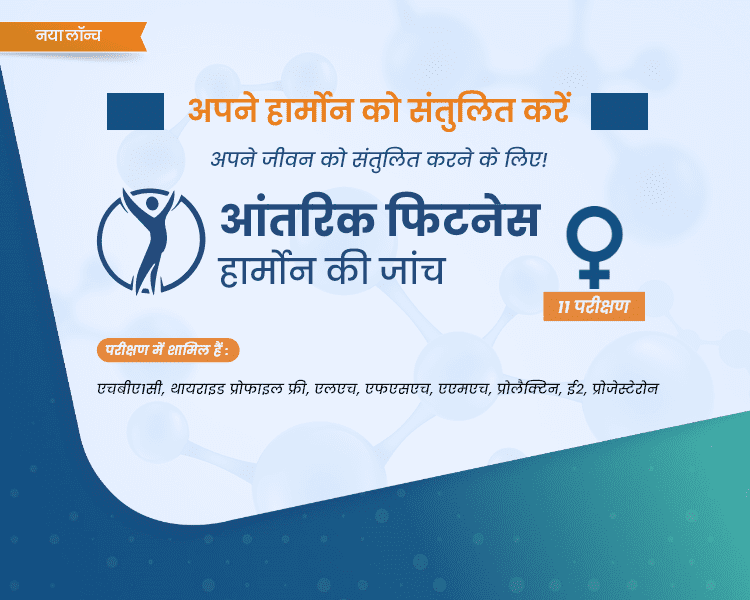 नया लॉन्च
अपने हार्मोन को संतुलित करें
अपने जीवन को संतुलित करने के लिए!
आंतरिक फिटनेस
हार्मोन की जांच
11 परीक्षण
परीक्षण में शामिल हैं :
एचबीए1सी, थायराइड प्रोफाइल फ्री, एलएच, एफएसएच, एएमएच, प्रोलैक्टिन, ई2, प्रोजेस्टेरोन